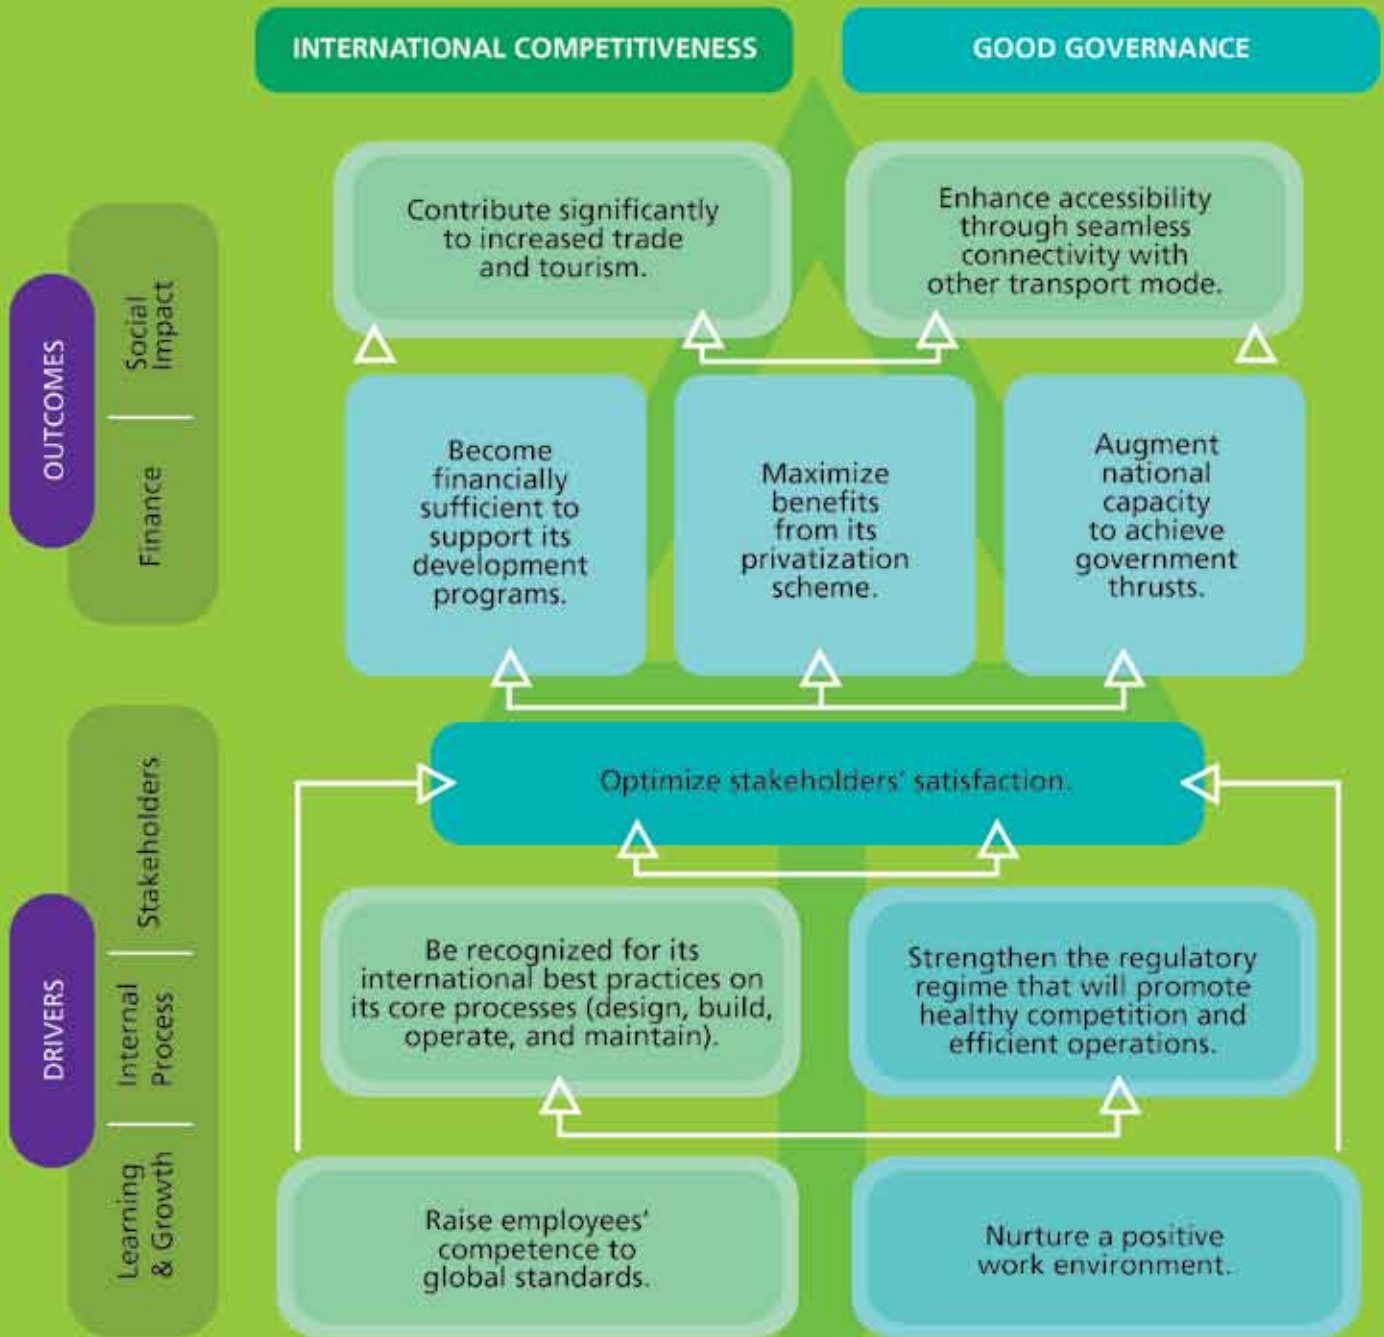 INTERNATIONAL COMPETITIVENESS
GOOD GOVERNANCE
OUTCOMES
Social
Impact
Finance
Contribute significantly
to increased trade
and tourism.
Enhance accessibility
through seamless
connectivity with
other transport mode.
Become
financially
sufficient to
support its
development
programs.
Maximize
benefits
from its
privatization
scheme.
Augment
national
capacity
to achieve
government
thrusts.
DRIVERS
Stakeholders
Internal
Process
Learning
& Growth
Optimize stakeholders' satisfaction.
Be recognized for its
international best practices on
its core processes (design, build,
operate, and maintain).
Strengthen the regulatory
regime that will promote
healthy competition and
efficient operations.
Raise employees'
competence to
global standards.
Nurture a positive
work environment.